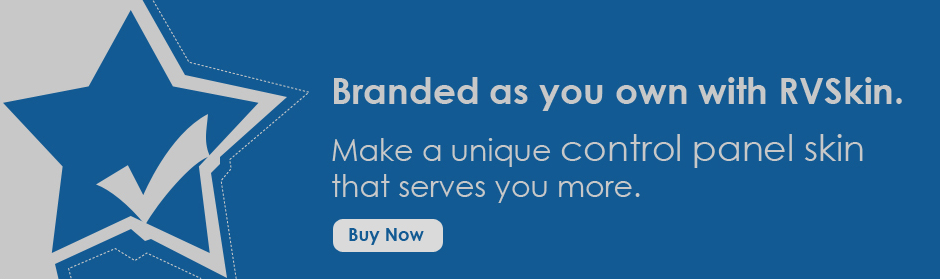 Branded as you own with RVSkin.
Make a unique control panel skin
that serves you more.
Buy Now